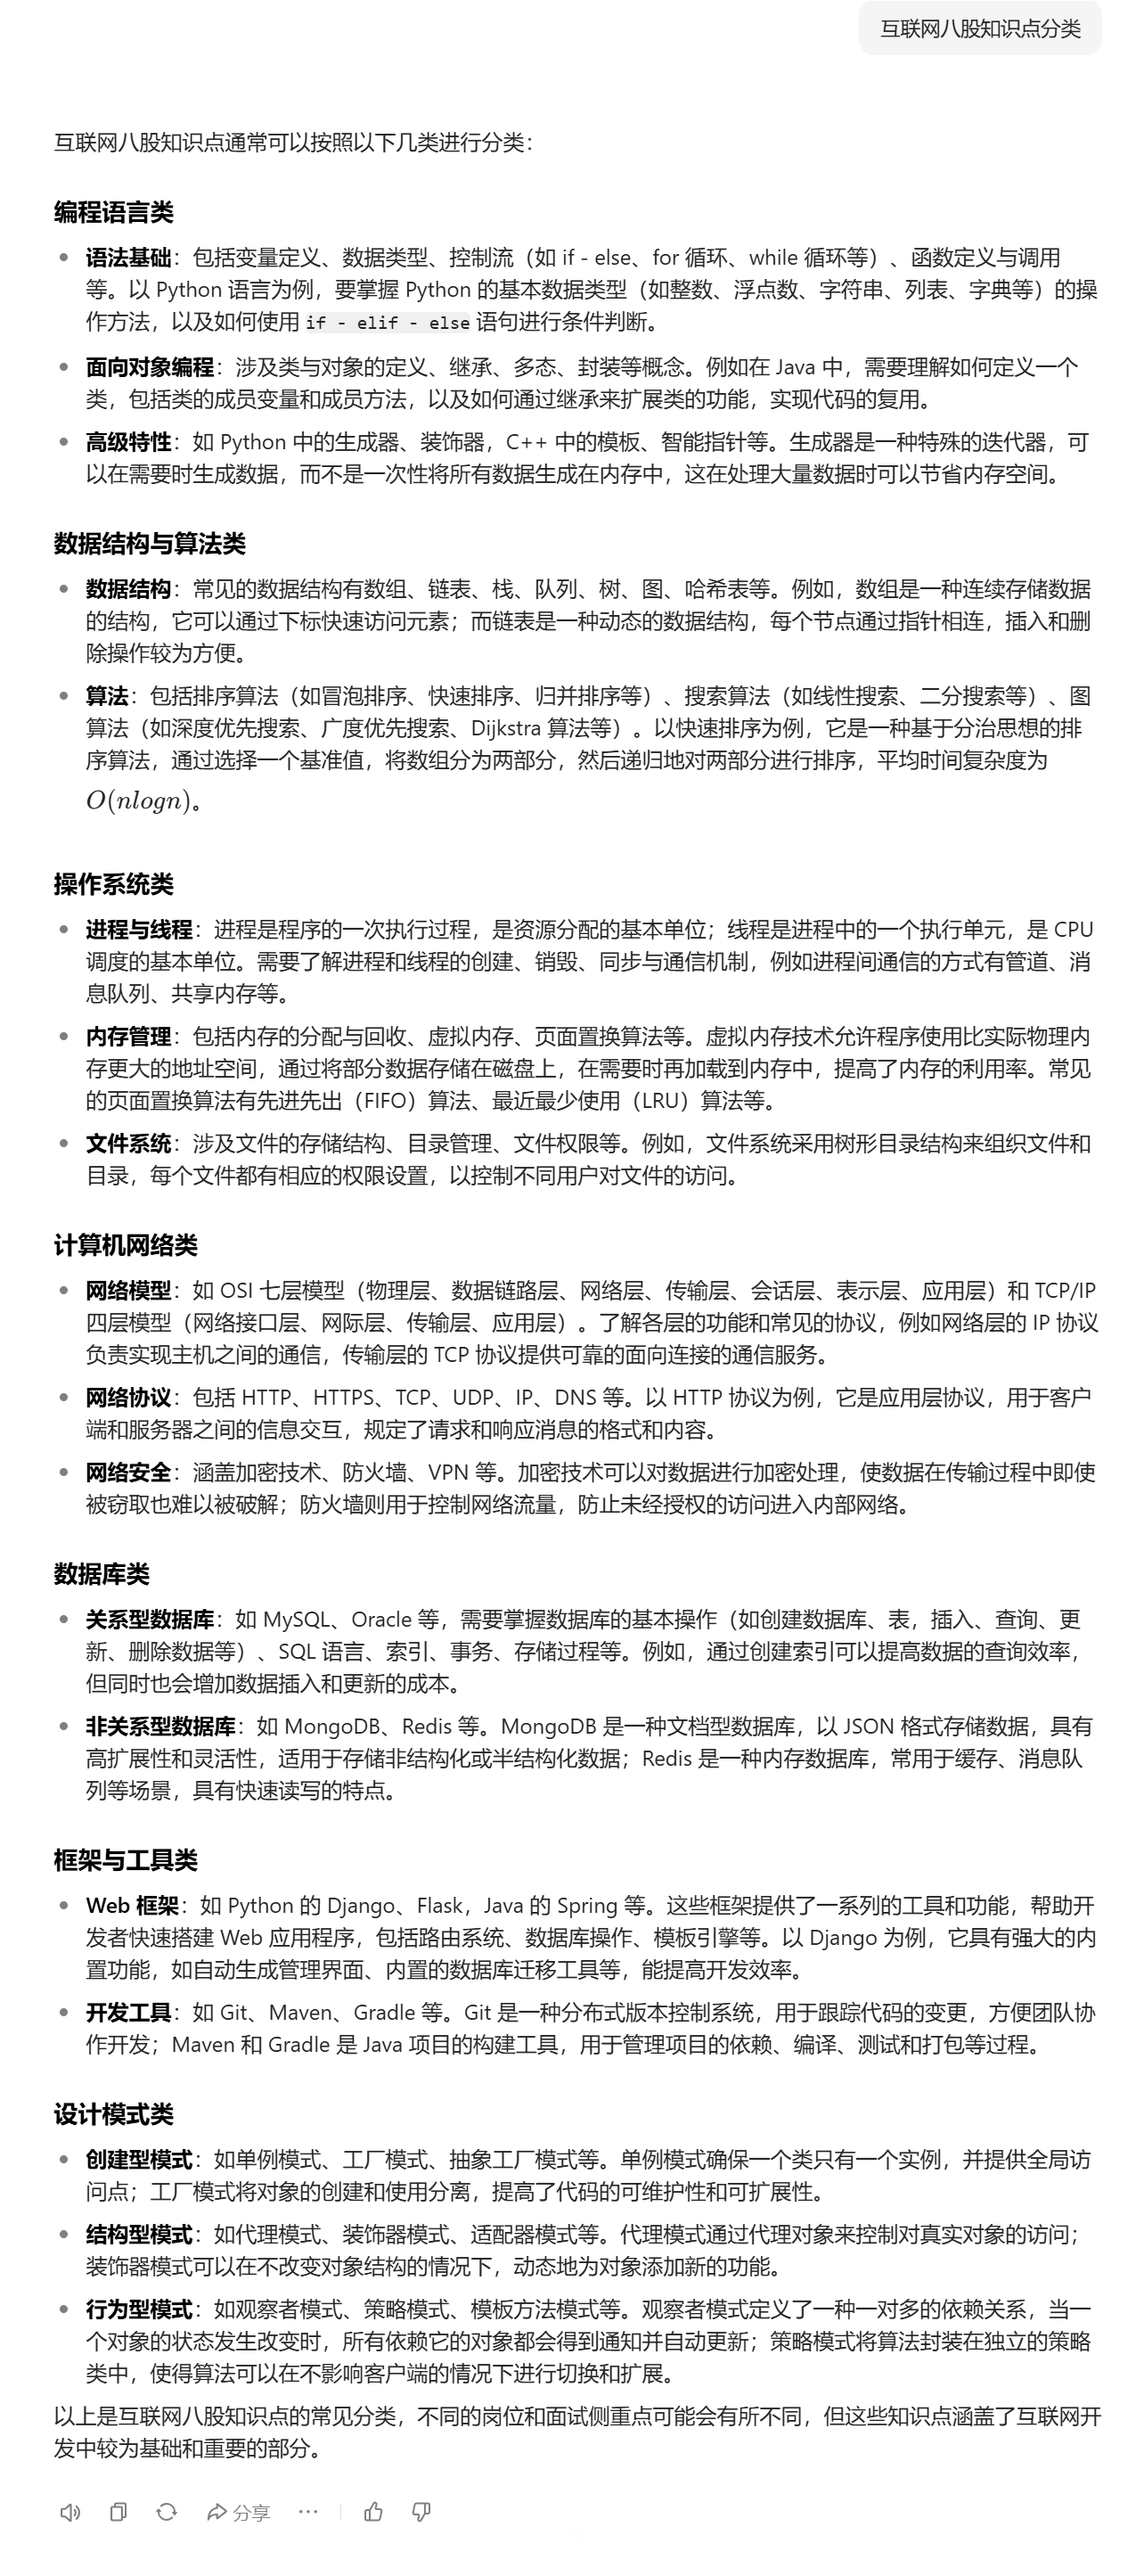 互联网八股知识点分类
互联网八股知识点通常可以按照以下几类进行分类：
编程语言类
语法基础：包括变量定义、数据类型、控制流（如 if - else、for 循环、while 循环等）、函数定义与调用
等。以 Python 语言为例，要掌握 Python 的基本数据类型（如整数、浮点数、字符串、列表、字典等）的操
作方法，以及如何使用 if - elif - else 语句进行条件判断。
面向对象编程：涉及类与对象的定义、继承、多态、封装等概念。例如在 Java 中，需要理解如何定义一个
类，包括类的成员变量和成员方法，以及如何通过继承来扩展类的功能，实现代码的复用。
高级特性：如 Python 中的生成器、装饰器，C++ 中的模板、智能指针等。生成器是一种特殊的迭代器，可
以在需要时生成数据，而不是一次性将所有数据生成在内存中，这在处理大量数据时可以节省内存空间。
数据结构与算法类
数据结构：常见的数据结构有数组、链表、栈、队列、树、图、哈希表等。例如，数组是一种连续存储数据
的结构，它可以通过下标快速访问元素；而链表是一种动态的数据结构，每个节点通过指针相连，插入和删
除操作较为方便。
算法：包括排序算法（如冒泡排序、快速排序、归并排序等）、搜索算法（如线性搜索、二分搜索等）、图
算法（如深度优先搜索、广度优先搜索、Dijkstra 算法等）。以快速排序为例，它是一种基于分治思想的排
序算法，通过选择一个基准值，将数组分为两部分，然后递归地对两部分进行排序，平均时间复杂度为
O(nlogn)。
操作系统类
进程与线程：进程是程序的一次执行过程，是资源分配的基本单位；线程是进程中的一个执行单元，是 CPU
调度的基本单位。需要了解进程和线程的创建、销毁、同步与通信机制，例如进程间通信的方式有管道、消
息队列、共享内存等。
内存管理：包括内存的分配与回收、虚拟内存、页面置换算法等。虚拟内存技术允许程序使用比实际物理内
存更大的地址空间，通过将部分数据存储在磁盘上，在需要时再加载到内存中，提高了内存的利用率。常见
的页面置换算法有先进先出（FIFO）算法、最近最少使用（LRU）算法等。
文件系统：涉及文件的存储结构、目录管理、文件权限等。例如，文件系统采用树形目录结构来组织文件和
目录，每个文件都有相应的权限设置，以控制不同用户对文件的访问。
计算机网络类
网络模型：如 OSI 七层模型（物理层、数据链路层、网络层、传输层、会话层、表示层、应用层）和 TCP/IP
四层模型（网络接口层、网际层、传输层、应用层）。了解各层的功能和常见的协议，例如网络层的 IP 协议
负责实现主机之间的通信，传输层的 TCP 协议提供可靠的面向连接的通信服务。
网络协议：包括 HTTP、HTTPS、TCP、UDP、IP、DNS 等。以 HTTP 协议为例，它是应用层协议，用于客户
端和服务器之间的信息交互，规定了请求和响应消息的格式和内容。
网络安全：涵盖加密技术、防火墙、VPN 等。加密技术可以对数据进行加密处理，使数据在传输过程中即使
被窃取也难以被破解；防火墙则用于控制网络流量，防止未经授权的访问进入内部网络。
数据库类
关系型数据库：如 MySQL、Oracle 等，需要掌握数据库的基本操作（如创建数据库、表，插入、查询、更
新、删除数据等）、SQL 语言、索引、事务、存储过程等。例如，通过创建索引可以提高数据的查询效率，
但同时也会增加数据插入和更新的成本。
非关系型数据库：如 MongoDB、Redis 等。MongoDB 是一种文档型数据库，以 JSON 格式存储数据，具有
高扩展性和灵活性，适用于存储非结构化或半结构化数据；Redis 是一种内存数据库，常用于缓存、消息队
列等场景，具有快速读写的特点。
框架与工具类
Web 框架：如 Python 的 Django、Flask，Java 的 Spring 等。这些框架提供了一系列的工具和功能，帮助开
发者快速搭建 Web 应用程序，包括路由系统、数据库操作、模板引擎等。以 Django 为例，它具有强大的内
置功能，如自动生成管理界面、内置的数据库迁移工具等，能提高开发效率。
开发工具：如 Git、Maven、Gradle 等。Git 是一种分布式版本控制系统，用于跟踪代码的变更，方便团队协
作开发；Maven 和 Gradle 是 Java 项目的构建工具，用于管理项目的依赖、编译、测试和打包等过程。
设计模式类
创建型模式：如单例模式、工厂模式、抽象工厂模式等。单例模式确保一个类只有一个实例，并提供全局访
问点；工厂模式将对象的创建和使用分离，提高了代码的可维护性和可扩展性。
结构型模式：如代理模式、装饰器模式、适配器模式等。代理模式通过代理对象来控制对真实对象的访问；
装饰器模式可以在不改变对象结构的情况下，动态地为对象添加新的功能。
行为型模式：如观察者模式、策略模式、模板方法模式等。观察者模式定义了一种一对多的依赖关系，当一
个对象的状态发生改变时，所有依赖它的对象都会得到通知并自动更新；策略模式将算法封装在独立的策略
类中，使得算法可以在不影响客户端的情况下进行切换和扩展。
以上是互联网八股知识点的常见分类，不同的岗位和面试侧重点可能会有所不同，但这些知识点涵盖了互联网开
发中较为基础和重要的部分。
分享